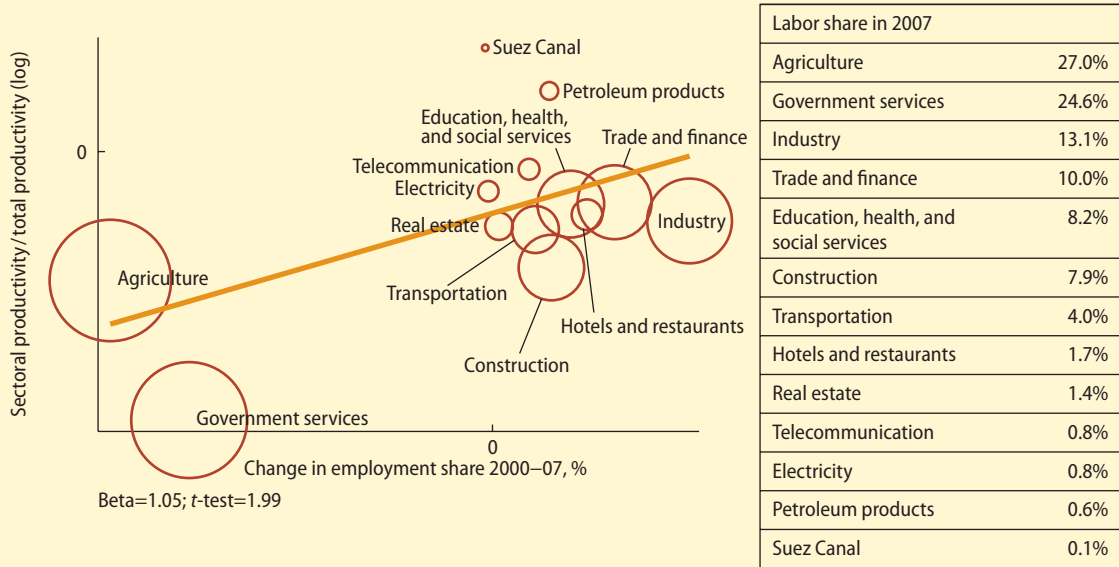 Sectoral productivity / total productivity (log)
0
Suez Canal
Petroleum products
Education, health,
and social services
Trade and finance
Telecommunication
Electricity
Real estate
Industry
Agriculture
Transportation
Hotels and restaurants
Construction
Government services
0
Change in employment share 2000–07, %
Beta=1.05; t-test=1.99
Labor share in 2007
Agriculture 27.0%
Government services 24.6%
Industry 13.1%
Trade and finance 10.0%
Education, health, and 8.2%
social services
Construction 7.9%
Transportation 4.0%
Hotels and restaurants 1.7%
Real estate 1.4%
Telecommunication 0.8%
Electricity 0.8%
Petroleum products 0.6%
Suez Canal 0.1%